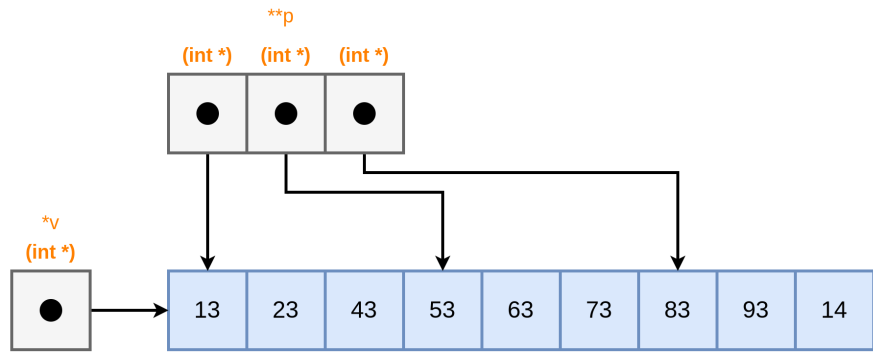 **p
(int *) (int *) (int *)
*v
(int *)
13 23 43 53 63 73 83 93 14